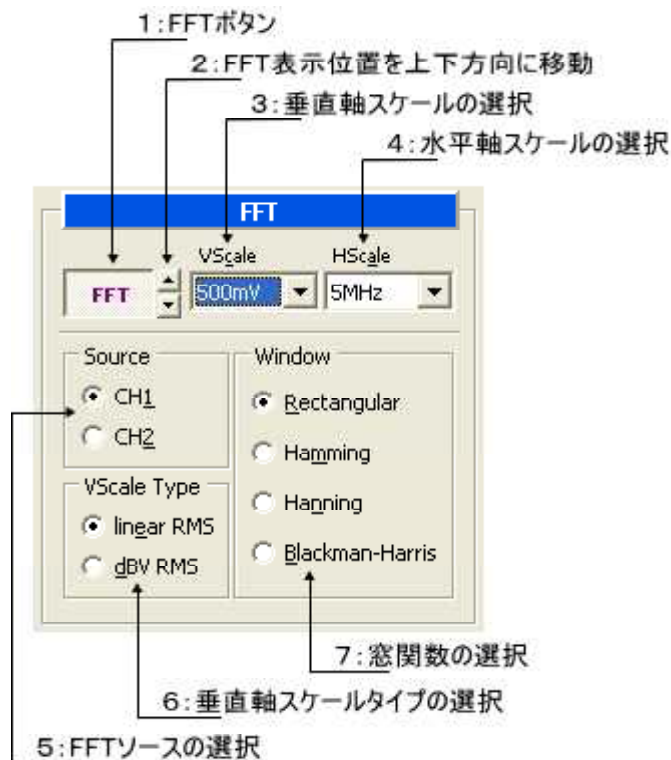 1:FFTボタン
2:FFT表示位置を上下方向に移動
3:垂直軸スケールの選択
4:水平軸スケールの選択
FFT
VScale
HScale
FFT
500mV
5MHz
Source
CH1
CH2
Window
Rectangular
Hamming
Hanning
Blackman-Harris
VScale Type
linear RMS
dBV RMS
7:窓関数の選択
6:垂直軸スケールタイプの選択
5:FFTソースの選択